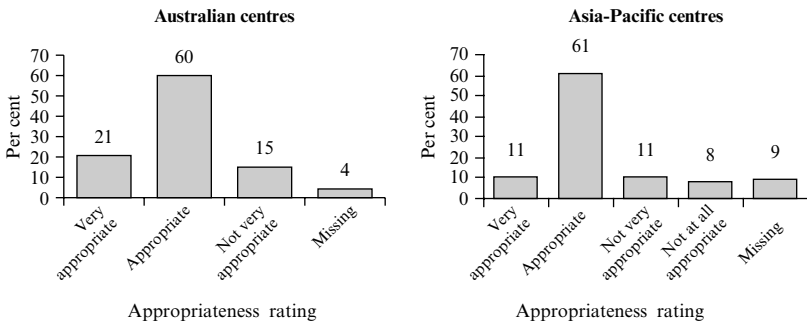 Australian centres
Per cent
70
60
50
40
30
20
10
0
21
60
15
4
Very
appropriate
Appropriate
Not very
appropriate
Missing
Appropriateness rating
Asia-Pacific centres
Per cent
70
60
50
40
30
20
10
0
11
61
11
8
9
Very
appropriate
Appropriate
Not very
appropriate
Not at all
appropriate
Missing
Appropriateness rating